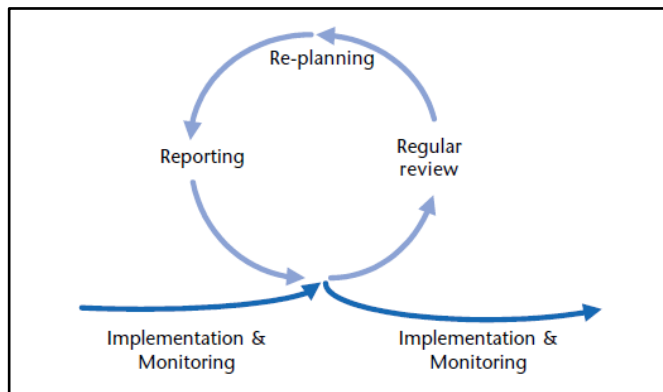 Re-planning
Reporting
Regular
review
Implementation &
Monitoring
Implementation &
Monitoring